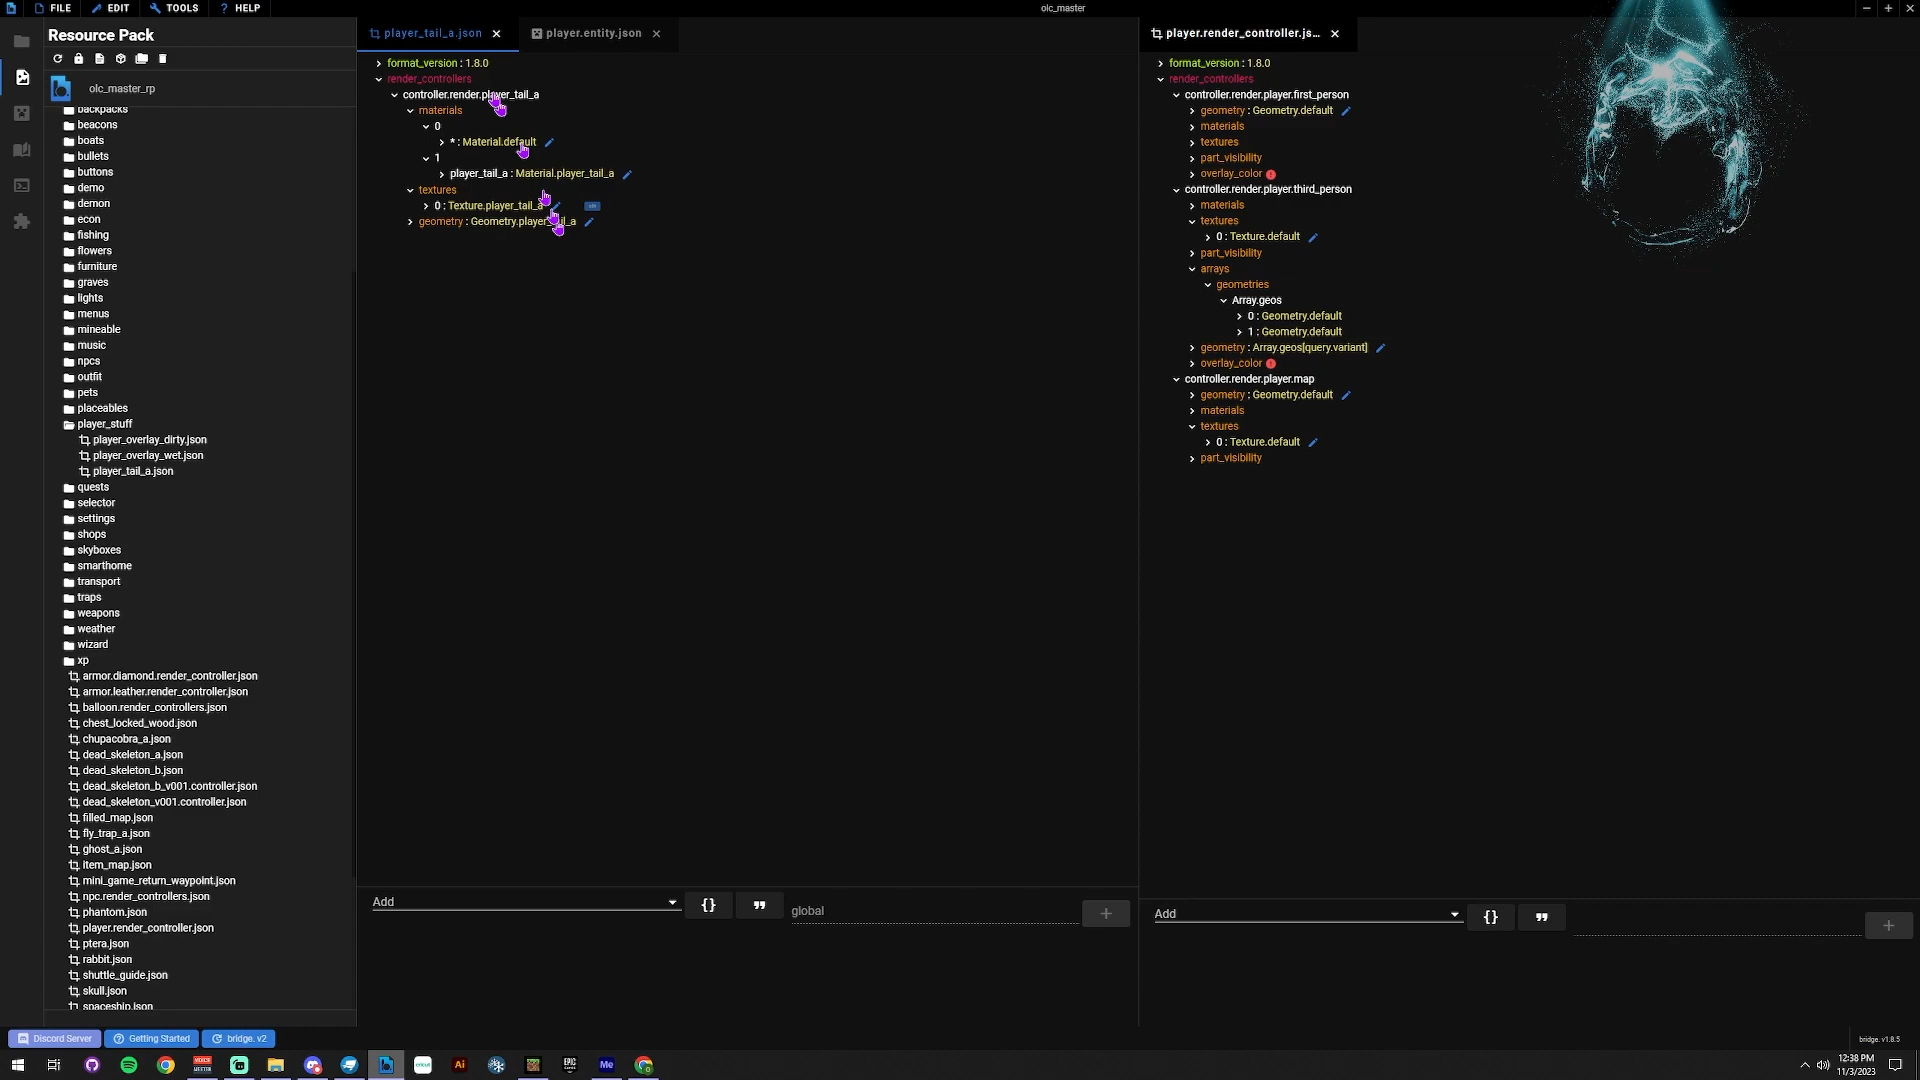 FILE EDIT TOOLS HELP olc_master
Resource Pack
olc_master_rp
backpacks
beacons
boats
bullets
buttons
demo
demon
econ
fishing
flowers
furniture
graves
lights
menus
mineable
music
npcs
outfit
pets
placeables
player_stuff
player_overlay_dirty.json
player_overlay_wet.json
player_tail_a.json
quests
selector
settings
shops
skyboxes
smarthome
transport
traps
weapons
weather
wizard
xp
armor.diamond.render_controller.json
armor.leather.render_controller.json
balloon.render_controllers.json
chest_locked_wood.json
chupacobra_a.json
dead_skeleton_a.json
dead_skeleton_b.json
dead_skeleton_b_v001.controller.json
dead_skeleton_v001.controller.json
filled_map.json
fly_trap_a.json
ghost_a.json
item_map.json
mini_game_return_waypoint.json
npc.render_controllers.json
phantom.json
player.render_controller.json
ptera.json
rabbit.json
shuttle_guide.json
skull.json
spaceship.json
player_tail_a.json player.entity.json
format_version : 1.8.0
render_controllers
controller.render.player_tail_a
materials
0
* : Material.default
1
player_tail_a : Material.player_tail_a
textures
0 : Texture.player_tail_a
geometry : Geometry.player_tail_a
Add {} " global +
player.render_controller.js...
format_version : 1.8.0
render_controllers
controller.render.player.first_person
geometry : Geometry.default
materials
textures
part_visibility
overlay_color
controller.render.player.third_person
materials
textures
0 : Texture.default
part_visibility
arrays
geometries
Array.geos
0 : Geometry.default
1 : Geometry.default
geometry : Array.geos[query.variant]
overlay_color
controller.render.player.map
geometry : Geometry.default
materials
textures
0 : Texture.default
part_visibility
Add {} " +
Discord Server Getting Started bridge. v2
bridge. v1.8.5
Ai EPIC GAMES Me
12:38 PM
11/3/2023